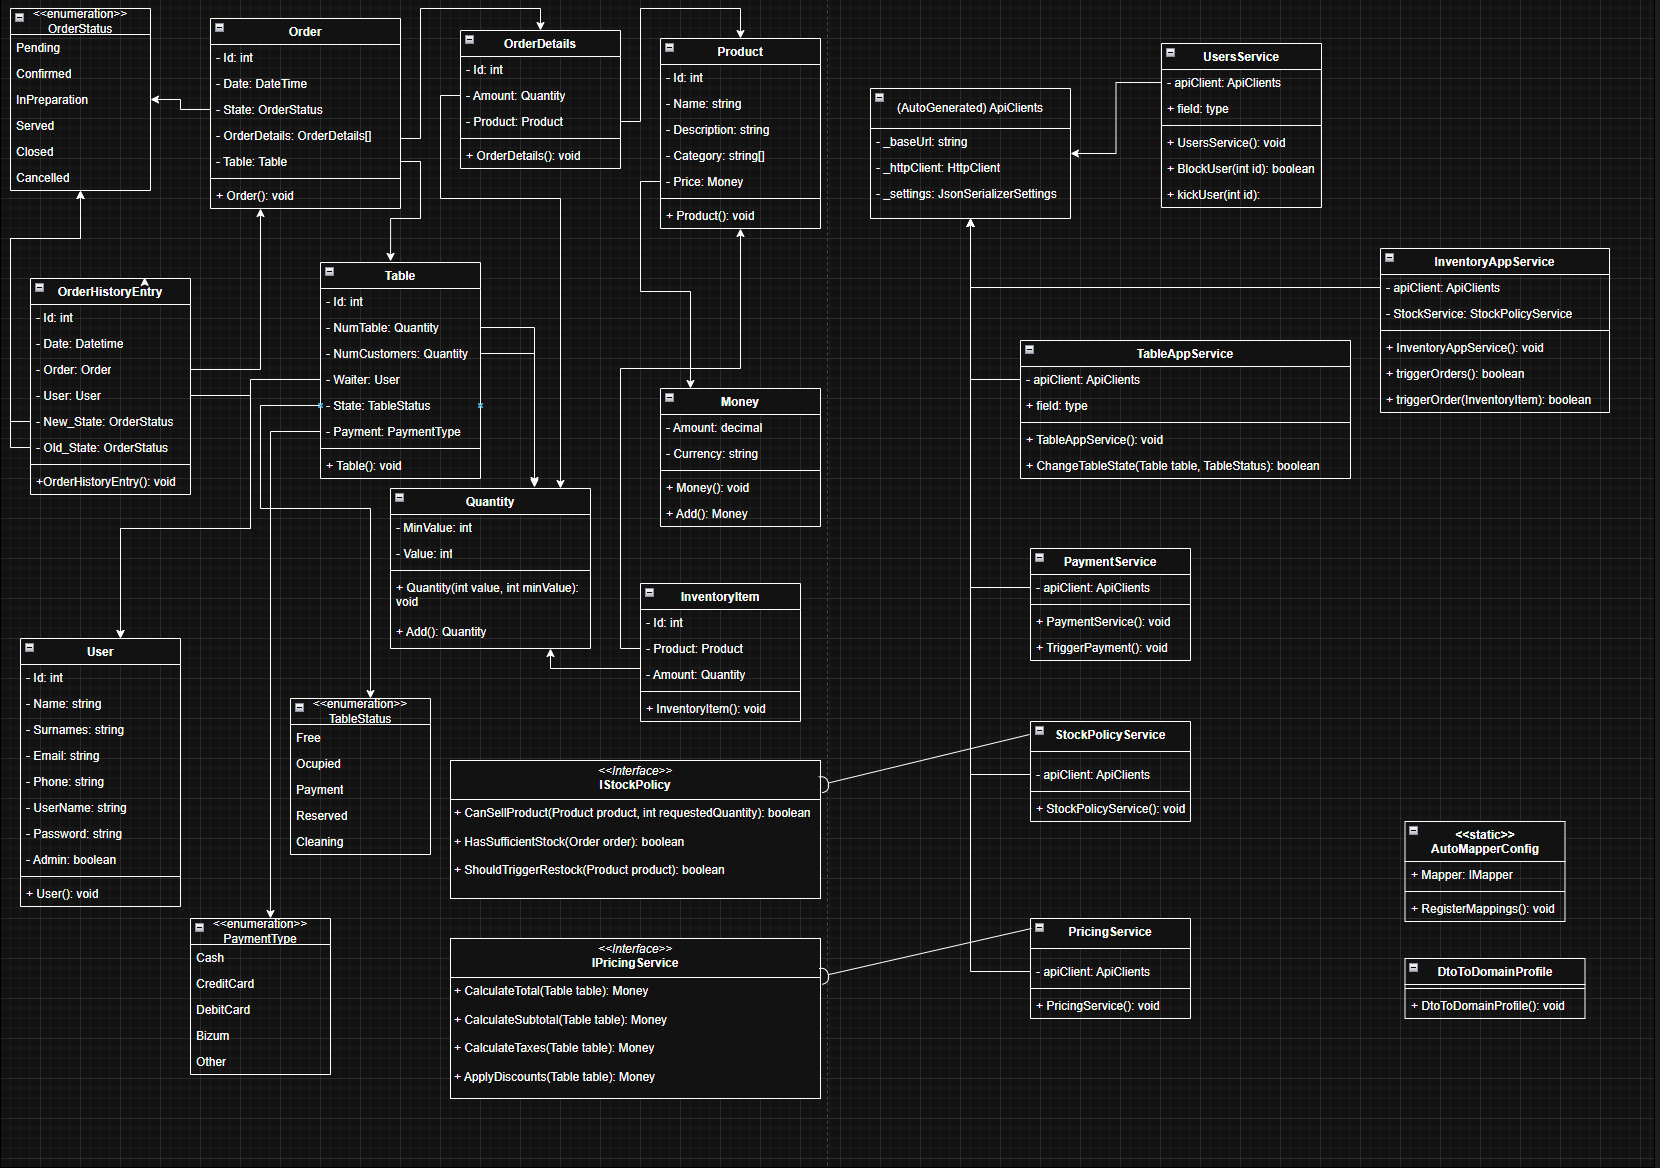 <<enumeration>>
OrderStatus
Pending
Confirmed
InPreparation
Served
Closed
Cancelled
Order
- Id: int
- Date: DateTime
- State: OrderStatus
- OrderDetails: OrderDetails[]
- Table: Table
+ Order(): void
OrderDetails
- Id: int
- Amount: Quantity
- Product: Product
+ OrderDetails(): void
Product
- Id: int
- Name: string
- Description: string
- Category: string[]
- Price: Money
+ Product(): void
(AutoGenerated) ApiClients
- _baseUrl: string
- _httpClient: HttpClient
- _settings: JsonSerializerSettings
UsersService
- apiClient: ApiClients
+ field: type
+ UsersService(): void
+ BlockUser(int id): boolean
+ kickUser(int id):
OrderHistoryEntry
- Id: int
- Date: Datetime
- Order: Order
- User: User
- New_State: OrderStatus
- Old_State: OrderStatus
+OrderHistoryEntry(): void
Table
- Id: int
- NumTable: Quantity
- NumCustomers: Quantity
- Waiter: User
- State: TableStatus
- Payment: PaymentType
+ Table(): void
Money
- Amount: decimal
- Currency: string
+ Money(): void
+ Add(): Money
InventoryAppService
- apiClient: ApiClients
- StockService: StockPolicyService
+ InventoryAppService(): void
+ triggerOrders(): boolean
+ triggerOrder(InventoryItem): boolean
TableAppService
- apiClient: ApiClients
+ field: type
+ TableAppService(): void
+ ChangeTableState(Table table, TableStatus): boolean
Quantity
- MinValue: int
- Value: int
+ Quantity(int value, int minValue):
void
+ Add(): Quantity
InventoryItem
- Id: int
- Product: Product
- Amount: Quantity
+ InventoryItem(): void
PaymentService
- apiClient: ApiClients
+ PaymentService(): void
+ TriggerPayment(): void
User
- Id: int
- Name: string
- Surnames: string
- Email: string
- Phone: string
- UserName: string
- Password: string
- Admin: boolean
+ User(): void
<<enumeration>>
TableStatus
Free
Ocupied
Payment
Reserved
Cleaning
<<Interface>>
IStockPolicy
+ CanSellProduct(Product product, int requestedQuantity): boolean
+ HasSufficientStock(Order order): boolean
+ ShouldTriggerRestock(Product product): boolean
StockPolicyService
- apiClient: ApiClients
+ StockPolicyService(): void
<<static>>
AutoMapperConfig
+ Mapper: IMapper
+ RegisterMappings(): void
<<enumeration>>
PaymentType
Cash
CreditCard
DebitCard
Bizum
Other
<<Interface>>
IPricingService
+ CalculateTotal(Table table): Money
+ CalculateSubtotal(Table table): Money
+ CalculateTaxes(Table table): Money
+ ApplyDiscounts(Table table): Money
PricingService
- apiClient: ApiClients
+ PricingService(): void
DtoToDomainProfile
+ DtoToDomainProfile(): void